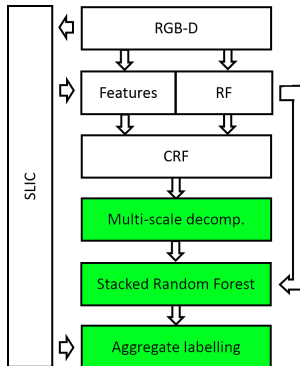 RGB-D
Features
RF
SLIC
CRF
Multi-scale decomp.
Stacked Random Forest
Aggregate labelling